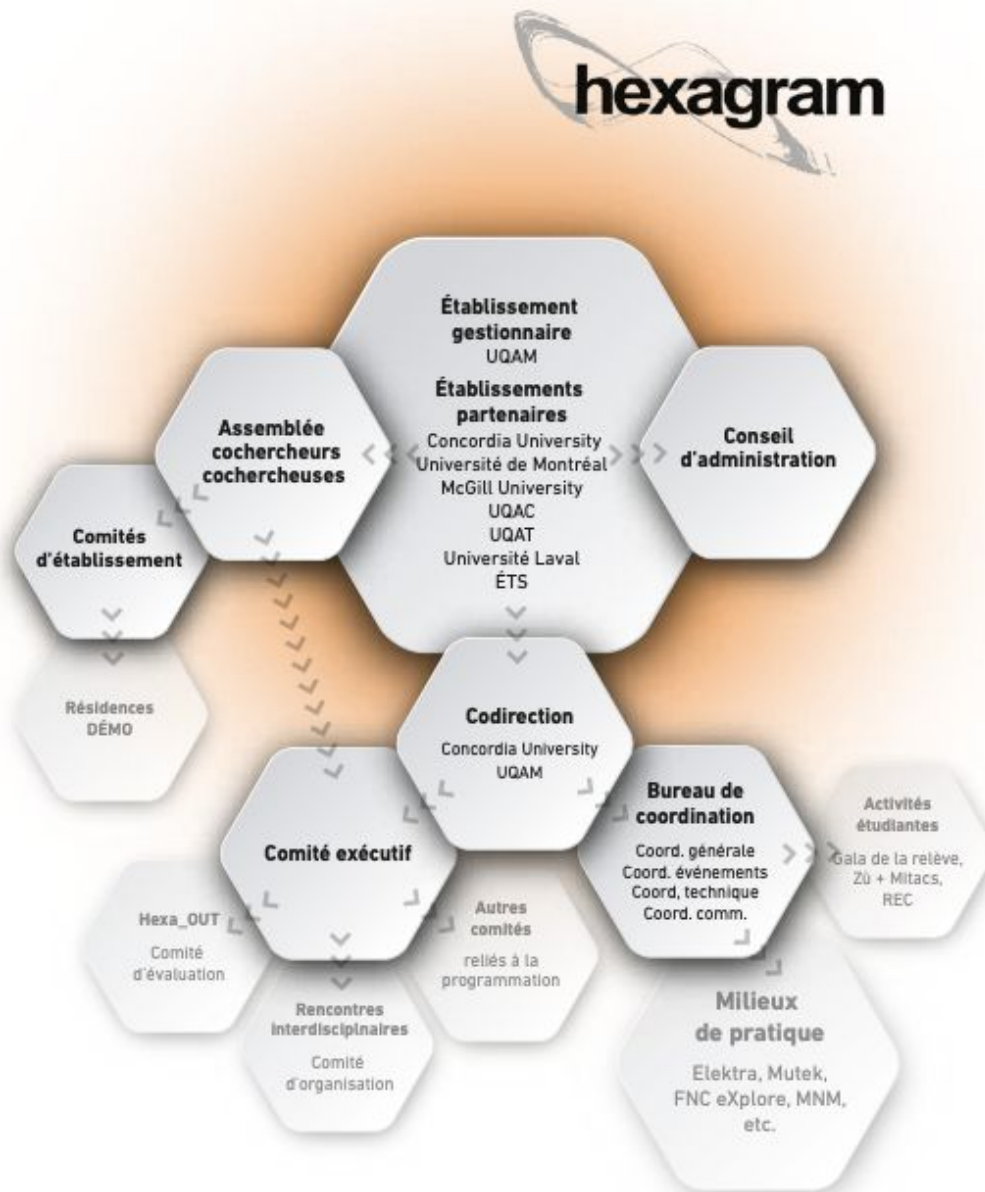 hexagram
Établissement
gestionnaire
UQAM
Établissements
partenaires
Concordia University
Université de Montréal
McGill University
UQAC
UQAT
Université Laval
ÉTS
Assemblée
cochercheurs
cochercheuses
Conseil
d'administration
Comités
d'établissement
Résidences
DÉMO
Codirection
Concordia University
UQAM
Comité exécutif
Bureau de
coordination
Coord. générale
Coord. événements
Coord, technique
Coord. comm.
Activités
étudiantes
Gala de la relève,
Zù + Mitacs,
REC
Hexa_OUT
Comité
d'évaluation
Rencontres
interdisciplnaires
Comité
d'organisation
Autres
comités
reliés à la
programmation
Milieux
de pratique
Elektra, Mutek,
FNC eXplore, MNM,
etc.